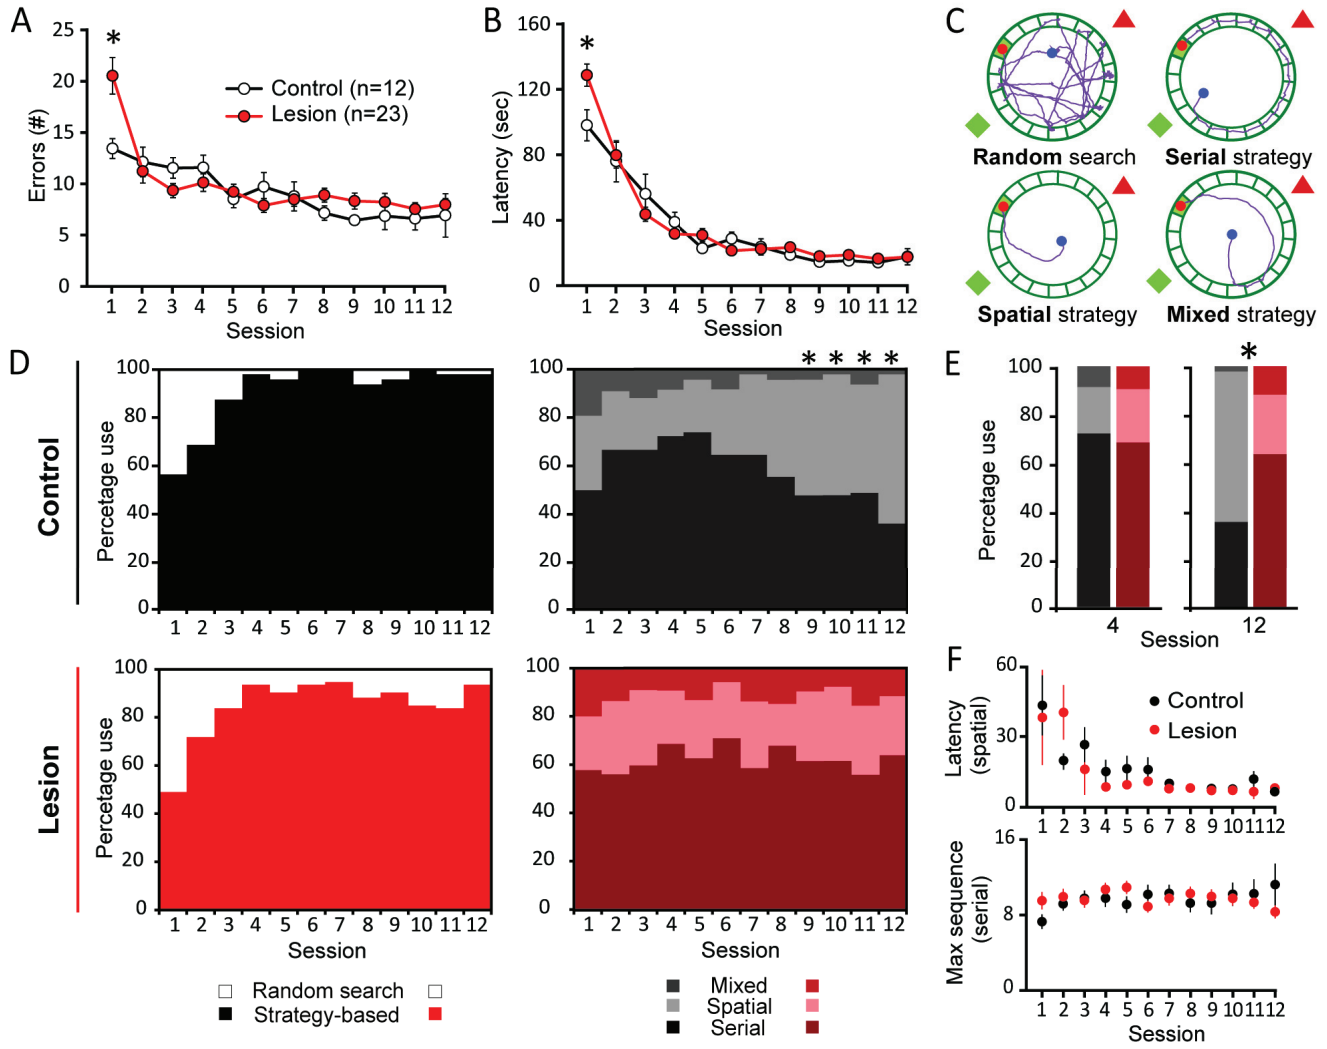 A
Errors (#)
25
20
15
10
5
0
*
Control (n=12)
Lesion (n=23)
1 2 3 4 5 6 7 8 9 10 11 12
Session
B
Latency (sec)
160
120
80
40
0
*
1 2 3 4 5 6 7 8 9 10 11 12
Session
C
Random search
Serial strategy
Spatial strategy
Mixed strategy
D
Control
Percentage use
100
80
60
40
20
0
1 2 3 4 5 6 7 8 9 10 11 12
* * * *
100
80
60
40
20
0
1 2 3 4 5 6 7 8 9 10 11 12
Lesion
Percentage use
100
80
60
40
20
0
1 2 3 4 5 6 7 8 9 10 11 12
Session
100
80
60
40
20
0
1 2 3 4 5 6 7 8 9 10 11 12
Session
Random search
Strategy-based
Mixed
Spatial
Serial
E
Percetage use
100
80
60
40
20
0
*
4 12
Session
F
Latency
(spatial)
60
30
0
Control
Lesion
1 2 3 4 5 6 7 8 9 10 11 12
Max sequence
(serial)
16
8
0
1 2 3 4 5 6 7 8 9 10 11 12
Session